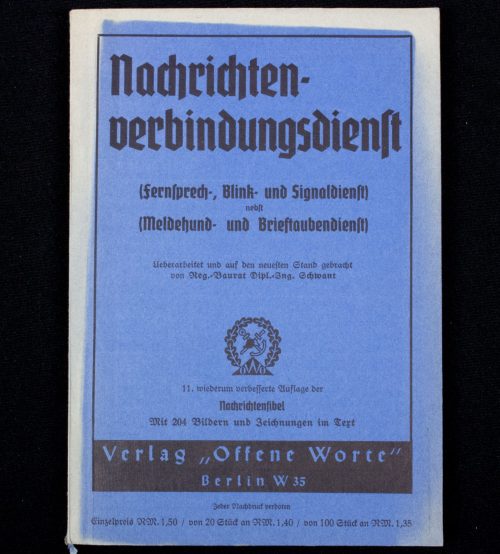 Nachrichten-
verbindungsdienst
(Fernsprech-, Blink- und Signaldienst)
nebst
(Meldehund- und Brieftaubendienst)
Ueberarbeitet und auf den neuesten Stand gebracht
von Reg.-Baurat Dipl.-Ing. Schwant
11. wiederum verbesserte Auflage der
Nachrichtenfibel
Mit 204 Bildern und Zeichnungen im Text
Verlag „Offene Worte“
Berlin W 35
Jeder Nachdruck verboten
Einzelpreis RM. 1,50 / von 20 Stück an RM. 1,40 / von 100 Stück an RM. 1,35